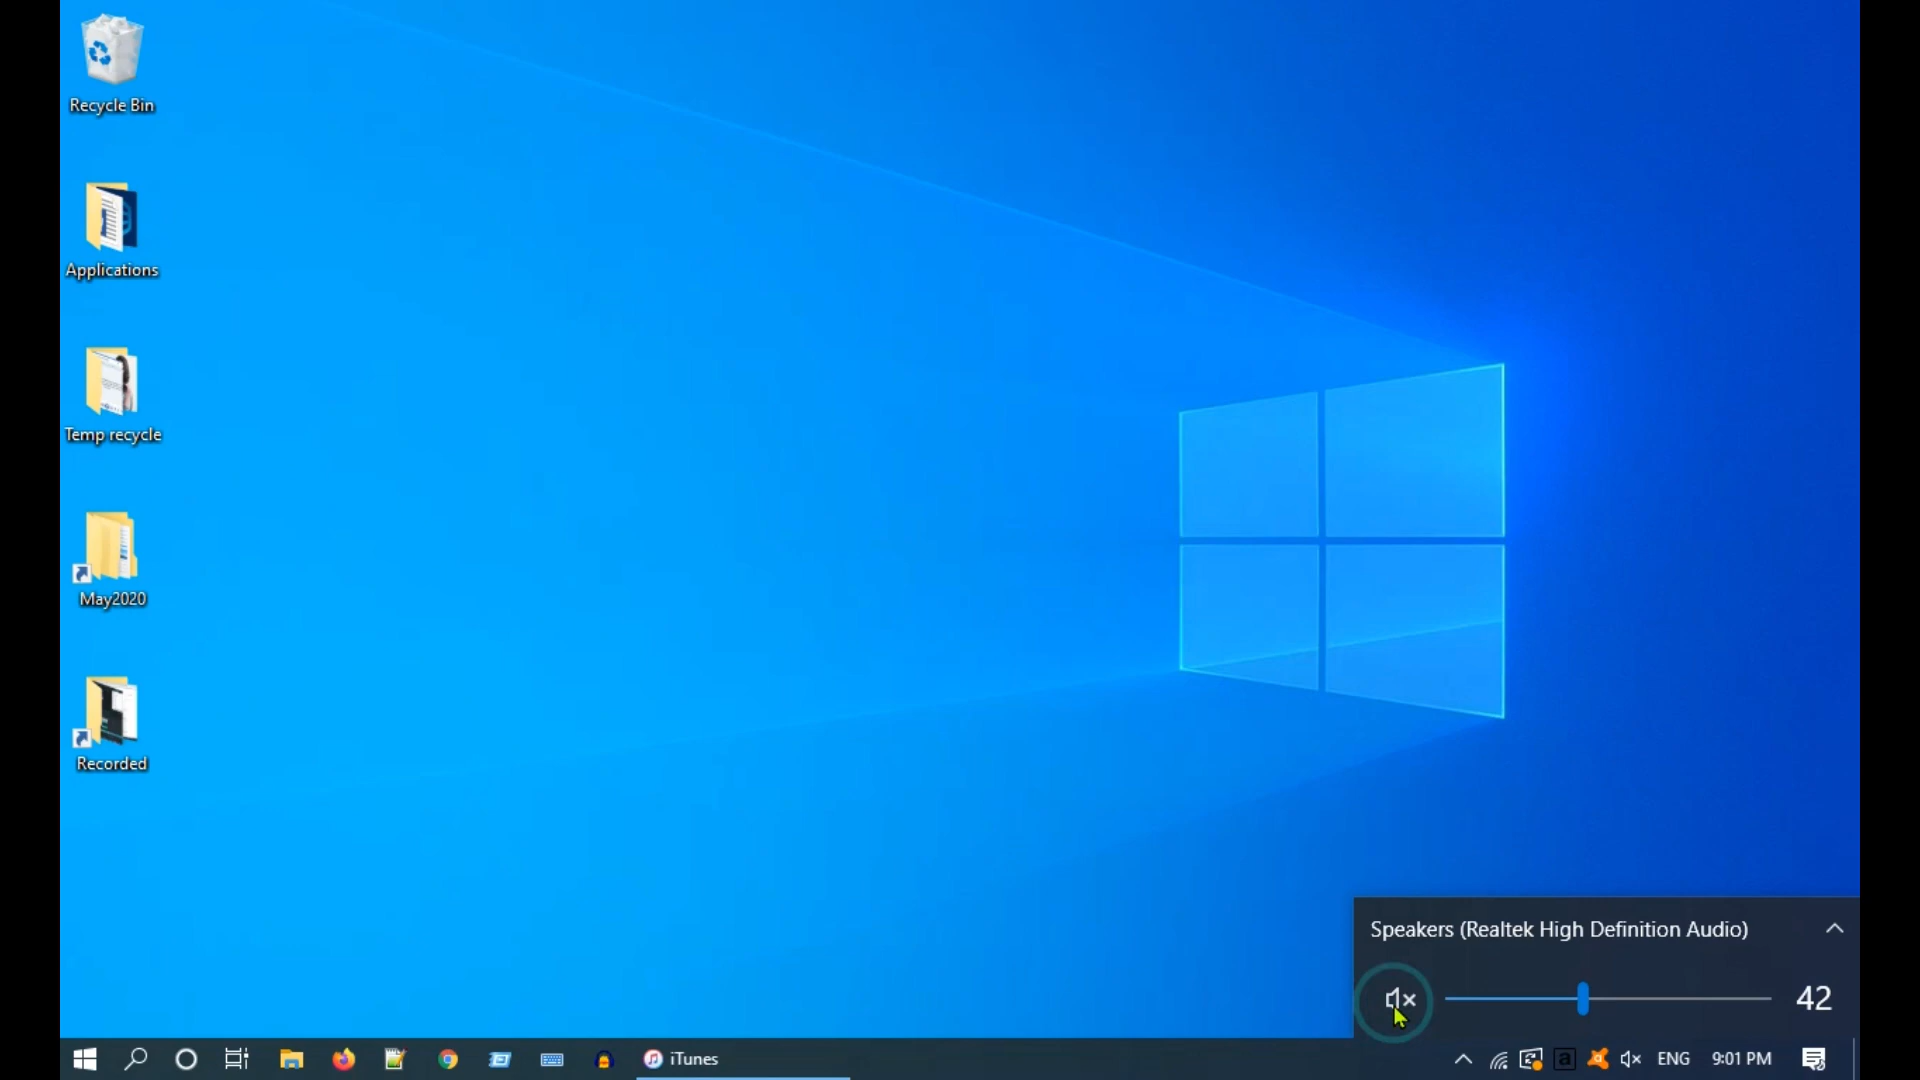 Recycle Bin
Applications
Temp recycle
May2020
Recorded
Speakers (Realtek High Definition Audio)
42
iTunes
a
ENG
9:01 PM